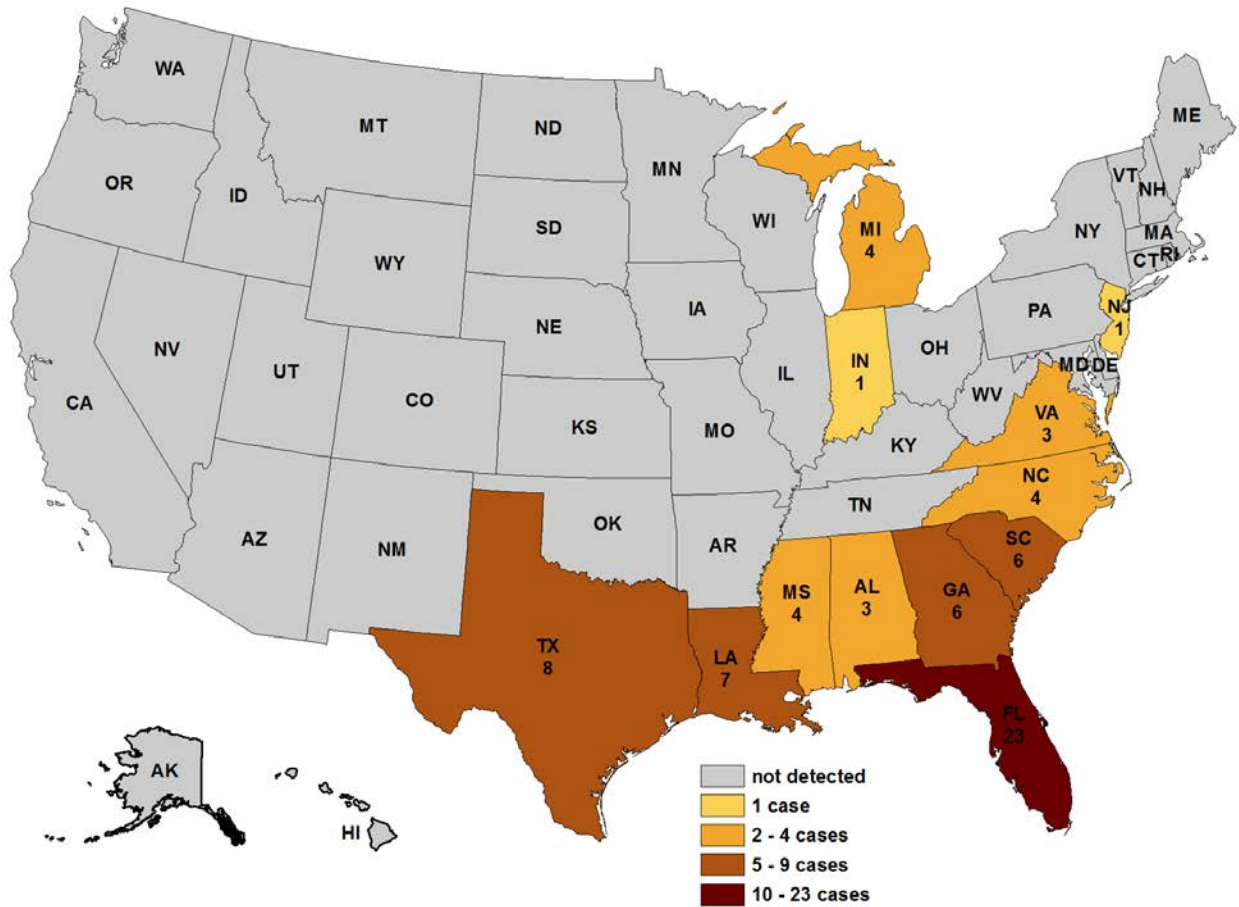 WA
MT
ND
MN
ME
OR
ID
SD
WI
MI
4
VT
NH
NY
MA
CT
RI
WY
IA
NE
PA
NJ
1
NV
UT
CO
IL
IN
1
OH
MD
DE
CA
KS
MO
WV
VA
3
KY
NC
4
AZ
NM
OK
AR
TN
SC
6
MS
4
AL
3
GA
6
TX
8
LA
7
FL
23
AK
HI
not detected
1 case
2 - 4 cases
5 - 9 cases
10 - 23 cases